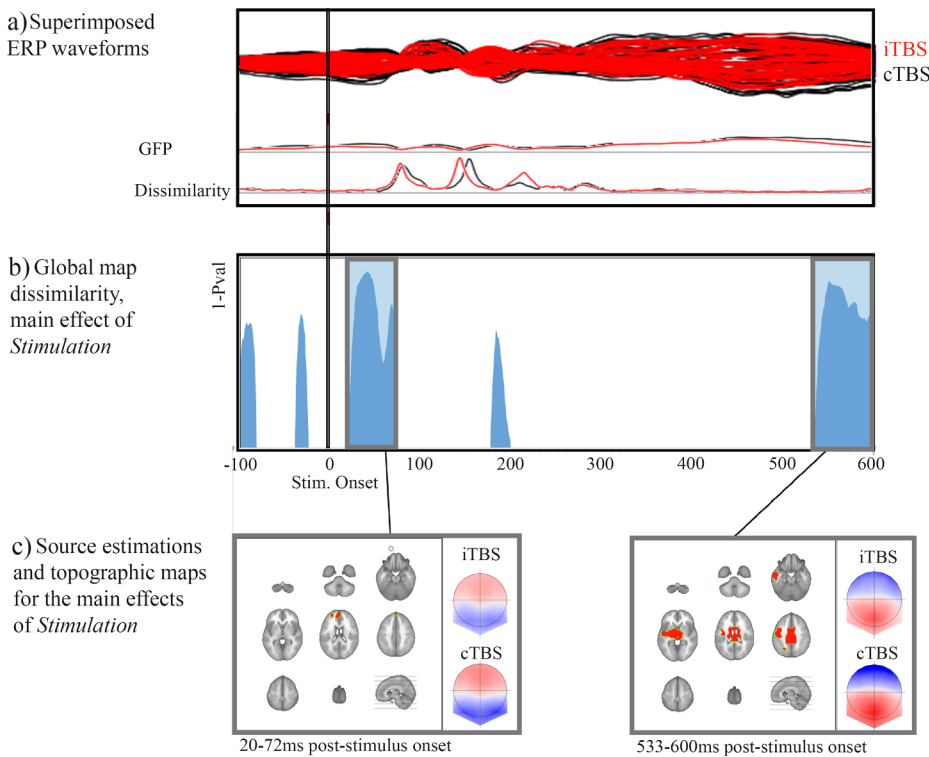 a) Superimposed
ERP waveforms
iTBS
cTBS
GFP
Dissimilarity
b) Global map
dissimilarity,
main effect of
Stimulation
1-Pval
-100 0 100 200 300 400 500 600
Stim. Onset
c) Source estimations
and topographic maps
for the main effects
of Stimulation
iTBS
cTBS
20-72ms post-stimulus onset
iTBS
cTBS
533-600ms post-stimulus onset